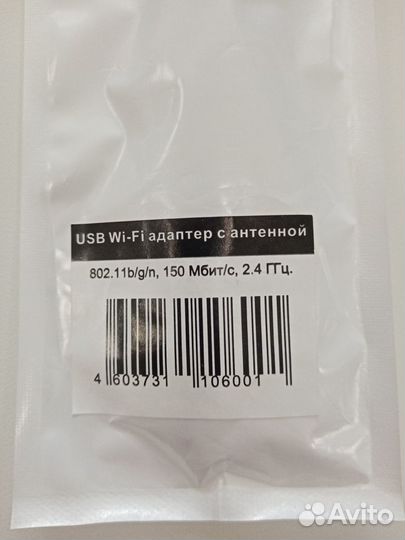 USB Wi-Fi адаптер с антенной
802.11b/g/n, 150 Мбит/с, 2.4 ГГц.
4 603731 106001
Avito